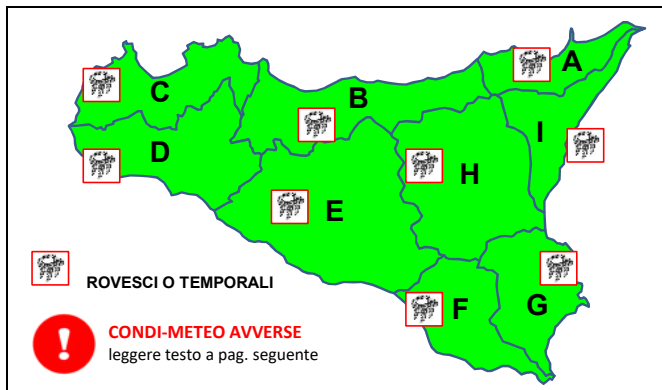 A
C
B
I
D
H
E
ROVESCI O TEMPORALI
F
G
CONDI-METEO AVVERSE
leggere testo a pag. seguente